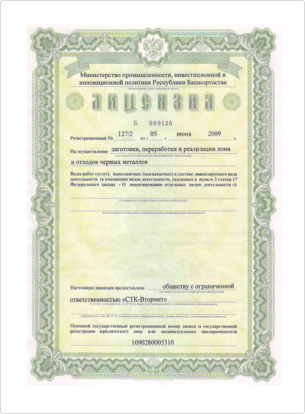 Министерство промышленности, инвестиционной и
инновационной политики Республики Башкортостан
ЛИЦЕНЗИЯ
Б 000136
Регистрационный № 127/2 от 05 июня 2009 г.
На осуществление заготовки, переработки и реализации лома
и отходов черных металлов
Виды работ (услуг), выполняемых (оказываемых) в составе лицензируемого вида
деятельности (в отношении видов деятельности, указанных в пункте 2 статьи 17
Федерального закона «О лицензировании отдельных видов деятельности»)
Настоящая лицензия предоставлена обществу с ограниченной
ответственностью «СТК-Втормет»
Основной государственный регистрационный номер записи о государственной
регистрации юридического лица или индивидуального предпринимателя
1090280005310